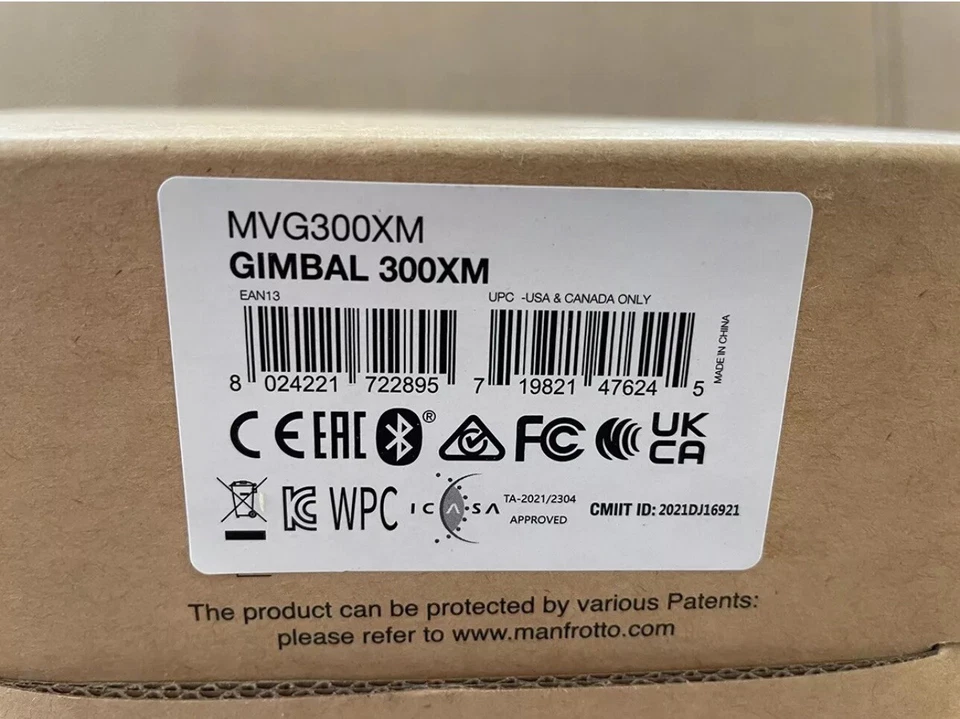 MVG300XM
GIMBAL 300XM
EAN13
UPC -USA & CANADA ONLY
8 024221 722895
7 19821 47624 5
MADE IN CHINA
CE EAC ® FC UK CA
WPC ICASA TA-2021/2304 APPROVED CMIIT ID: 2021DJ16921
The product can be protected by various Patents:
please refer to www.manfrotto.com